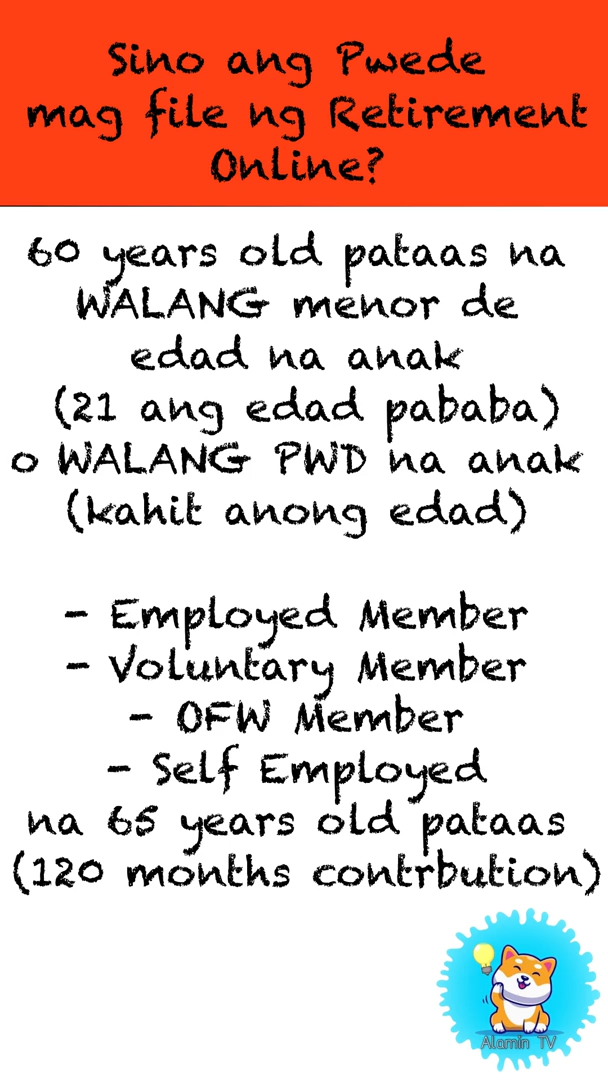 Sino ang Pwede
mag file ng Retirement
Online?
60 years old pataas na
WALANG menor de
edad na anak
(21 ang edad pababa)
o WALANG PWD na anak
(kahit anong edad)
- Employed Member
- Voluntary Member
- OFW Member
- Self Employed
na 65 years old pataas
(120 months contrbution)
Alamin TV